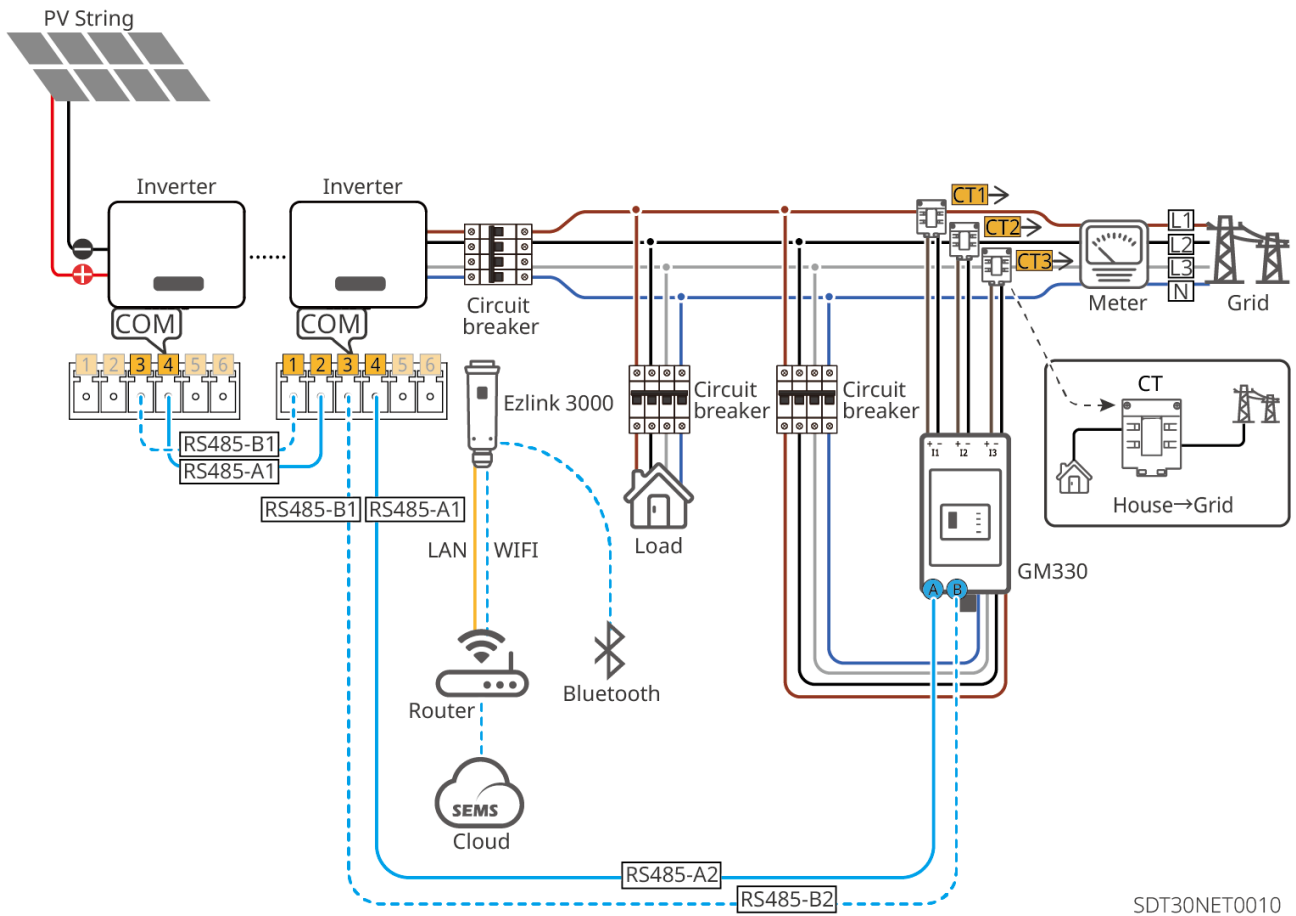 PV String
Inverter
Inverter
CT1
CT2
CT3
L1
L2
L3
N
Meter
Grid
COM
COM
Circuit
breaker
1 2 3 4 5 6
1 2 3 4 5 6
Ezlink 3000
Circuit
breaker
Circuit
breaker
CT
House→Grid
RS485-B1
RS485-A1
+ - + - + -
I1 I2 I3
RS485-B1
RS485-A1
LAN
WIFI
Load
GM330
A B
Bluetooth
Router
SEMS
Cloud
RS485-A2
RS485-B2
SDT30NET0010